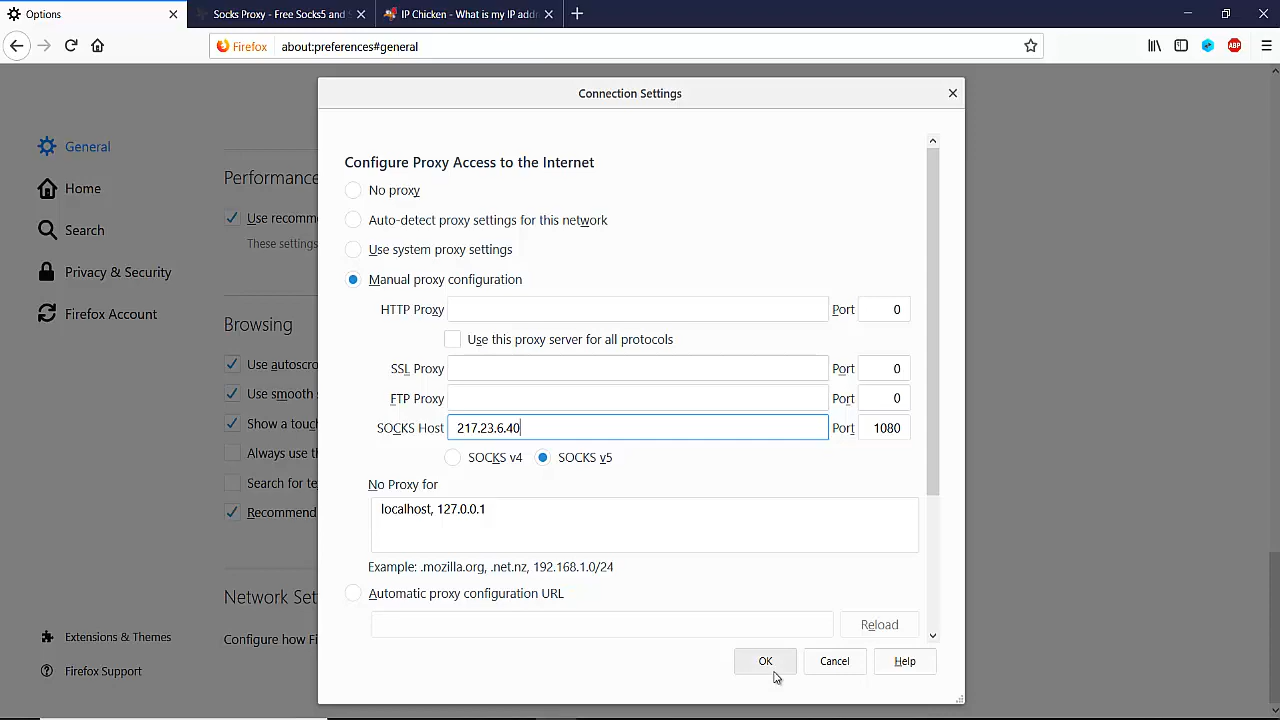 Options
Socks Proxy - Free Socks5 and S
IP Chicken - What is my IP addr
Firefox
about:preferences#general
ABP
Connection Settings
Configure Proxy Access to the Internet
No proxy
Auto-detect proxy settings for this network
Use system proxy settings
Manual proxy configuration
HTTP Proxy
Port
0
Use this proxy server for all protocols
SSL Proxy
Port
0
FTP Proxy
Port
0
SOCKS Host
217.23.6.40
Port
1080
SOCKS v4
SOCKS v5
No Proxy for
localhost, 127.0.0.1
Example: .mozilla.org, .net.nz, 192.168.1.0/24
Automatic proxy configuration URL
Reload
OK
Cancel
Help
General
Home
Search
Privacy & Security
Firefox Account
Extensions & Themes
Firefox Support
Performance
Use recomm
These settings
Browsing
Use autoscro
Use smooth
Show a touch
Always use the
Search for te
Recommend
Network Set
Configure how Fi